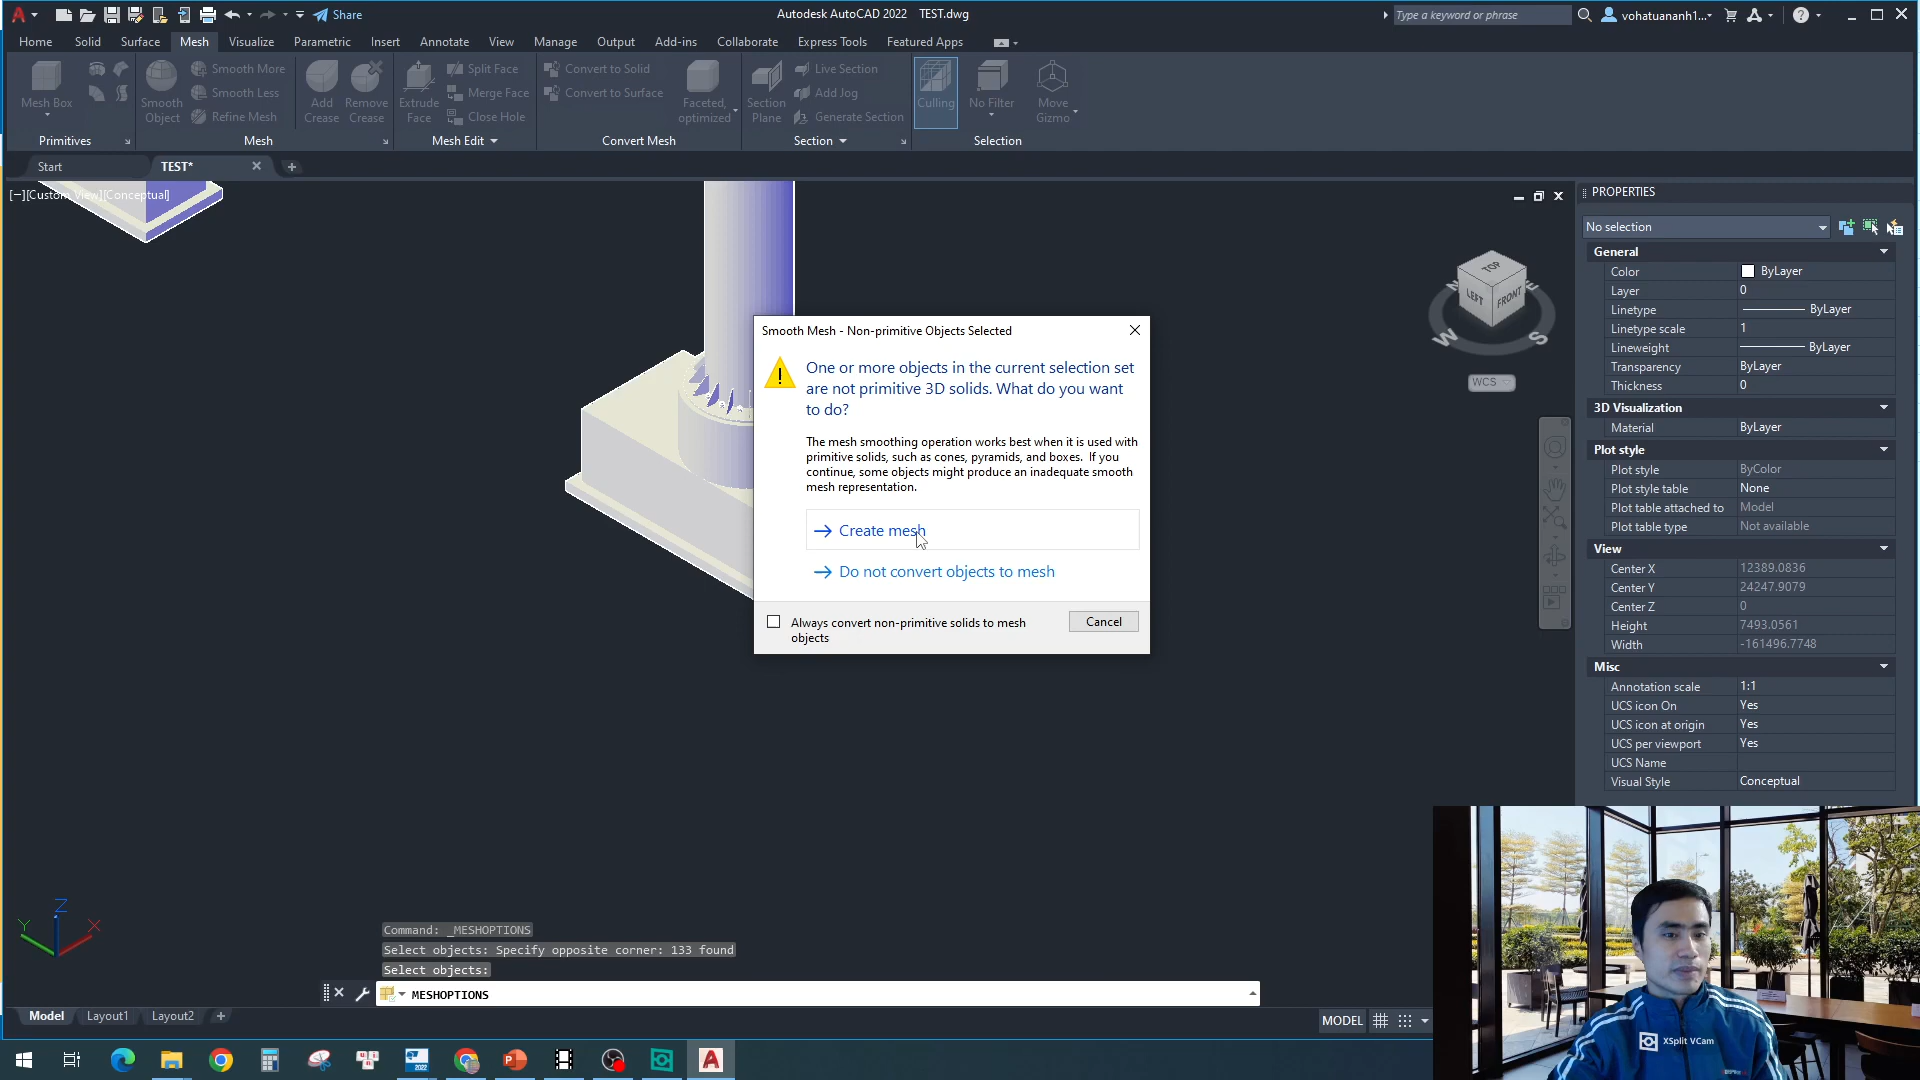 Share
Autodesk AutoCAD 2022 TEST.dwg
Type a keyword or phrase
vohatuananh1...
Home Solid Surface Mesh Visualize Parametric Insert Annotate View Manage Output Add-ins Collaborate Express Tools Featured Apps
Mesh Box
Smooth Object
Smooth More
Smooth Less
Refine Mesh
Add Crease
Remove Crease
Extrude Face
Split Face
Merge Face
Close Hole
Convert to Solid
Convert to Surface
Faceted, optimized
Section Plane
Live Section
Add Jog
Generate Section
Culling
No Filter
Move Gizmo
Primitives Mesh Mesh Edit Convert Mesh Section Selection
Start TEST*
[−][Custom View][Conceptual]
TOP
LEFT
FRONT
W
S
WCS
PROPERTIES
No selection
General
Color ByLayer
Layer 0
Linetype ByLayer
Linetype scale 1
Lineweight ByLayer
Transparency ByLayer
Thickness 0
3D Visualization
Material ByLayer
Plot style
Plot style ByColor
Plot style table None
Plot table attached to Model
Plot table type Not available
View
Center X 12389.0836
Center Y 24247.9079
Center Z 0
Height 7493.0561
Width -161496.7748
Misc
Annotation scale 1:1
UCS icon On Yes
UCS icon at origin Yes
UCS per viewport Yes
UCS Name
Visual Style Conceptual
Smooth Mesh - Non-primitive Objects Selected
One or more objects in the current selection set
are not primitive 3D solids. What do you want
to do?
The mesh smoothing operation works best when it is used with
primitive solids, such as cones, pyramids, and boxes. If you
continue, some objects might produce an inadequate smooth
mesh representation.
Create mesh
Do not convert objects to mesh
Always convert non-primitive solids to mesh
objects
Cancel
Z
Y
X
Command: _MESHOPTIONS
Select objects: Specify opposite corner: 133 found
Select objects:
MESHOPTIONS
Model Layout1 Layout2
MODEL
XSplit VCam